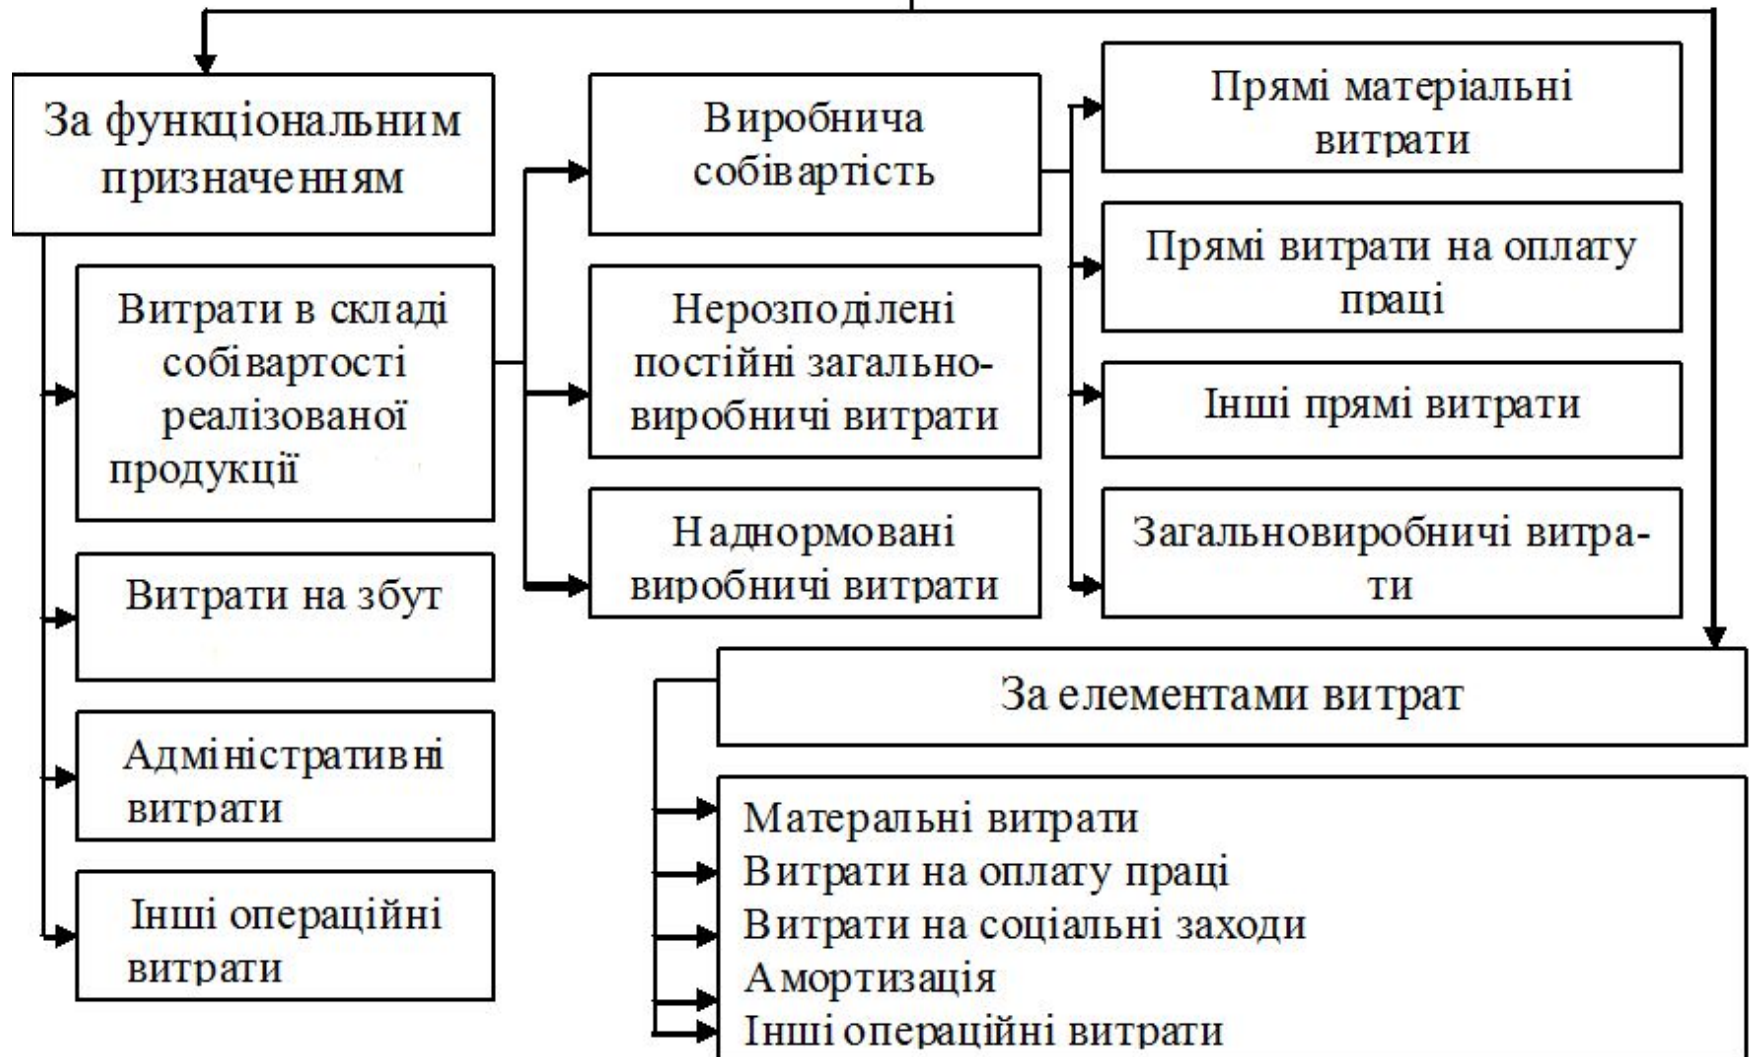 За функціональним
призначенням
Витрати в складі
собівартості
реалізованої
продукції
Витрати на збут
Адміністративні
витрати
Інші операційні
витрати
Виробнича
собівартість
Нерозподілені
постійні загально-
виробничі витрати
Наднормовані
виробничі витрати
Прямі матеріальні
витрати
Прямі витрати на оплату
праці
Інші прямі витрати
Загальновиробничі витра-
ти
За елементами витрат
Матеральні витрати
Витрати на оплату праці
Витрати на соціальні заходи
Амортизація
Інші операційні витрати